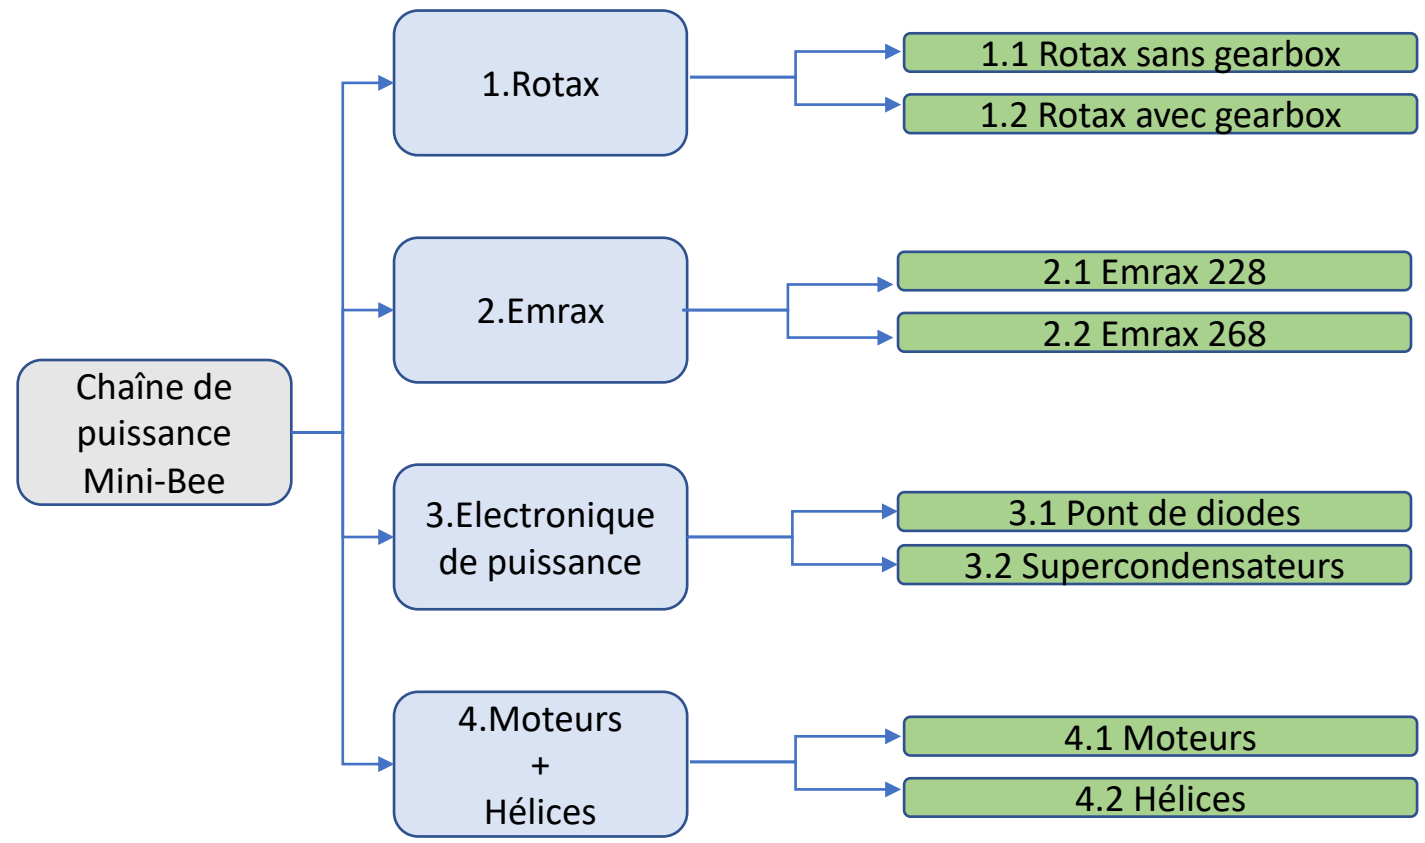 1.Rotax
1.1 Rotax sans gearbox
1.2 Rotax avec gearbox
2.Emrax
2.1 Emrax 228
2.2 Emrax 268
Chaîne de
puissance
Mini-Bee
3.Electronique
de puissance
3.1 Pont de diodes
3.2 Supercondensateurs
4.Moteurs
+
Hélices
4.1 Moteurs
4.2 Hélices